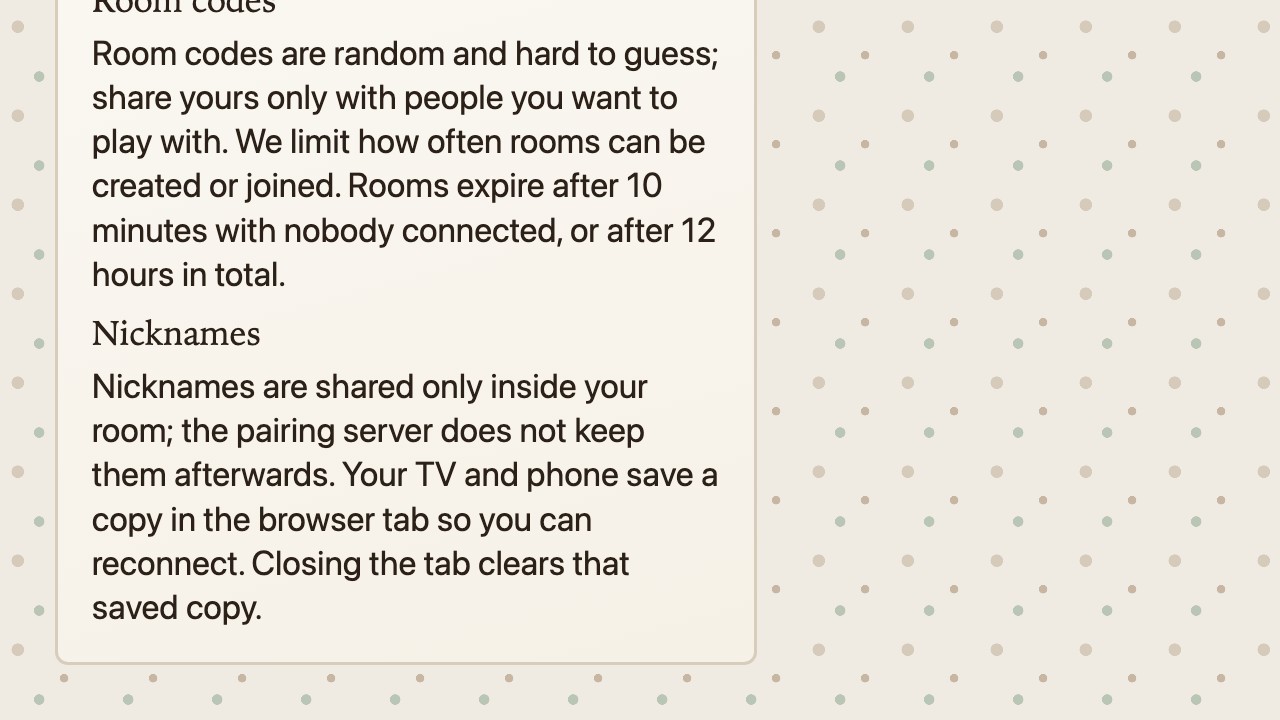 Room codes
Room codes are random and hard to guess;
share yours only with people you want to
play with. We limit how often rooms can be
created or joined. Rooms expire after 10
minutes with nobody connected, or after 12
hours in total.
Nicknames
Nicknames are shared only inside your
room; the pairing server does not keep
them afterwards. Your TV and phone save a
copy in the browser tab so you can
reconnect. Closing the tab clears that
saved copy.